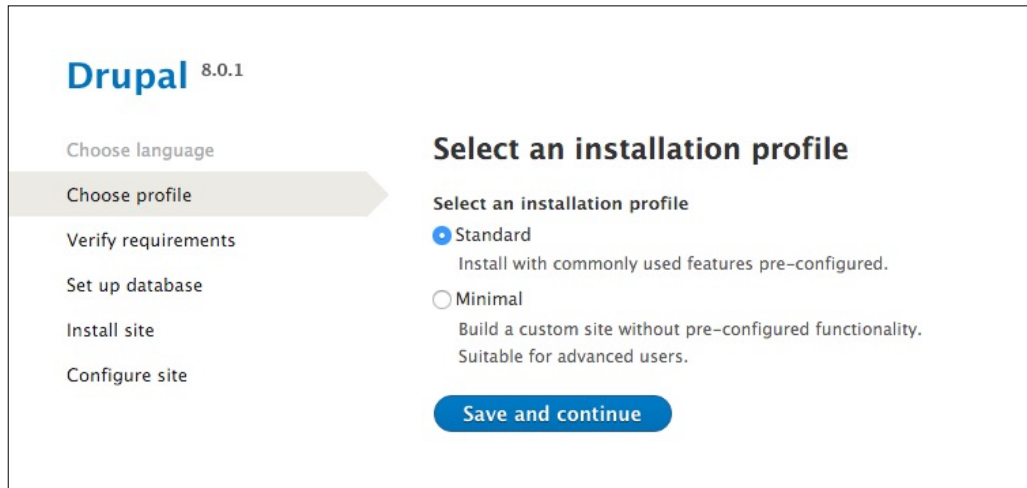 Drupal 8.0.1
Choose language
Choose profile
Verify requirements
Set up database
Install site
Configure site
Select an installation profile
Select an installation profile
Standard
Install with commonly used features pre-configured.
Minimal
Build a custom site without pre-configured functionality.
Suitable for advanced users.
Save and continue